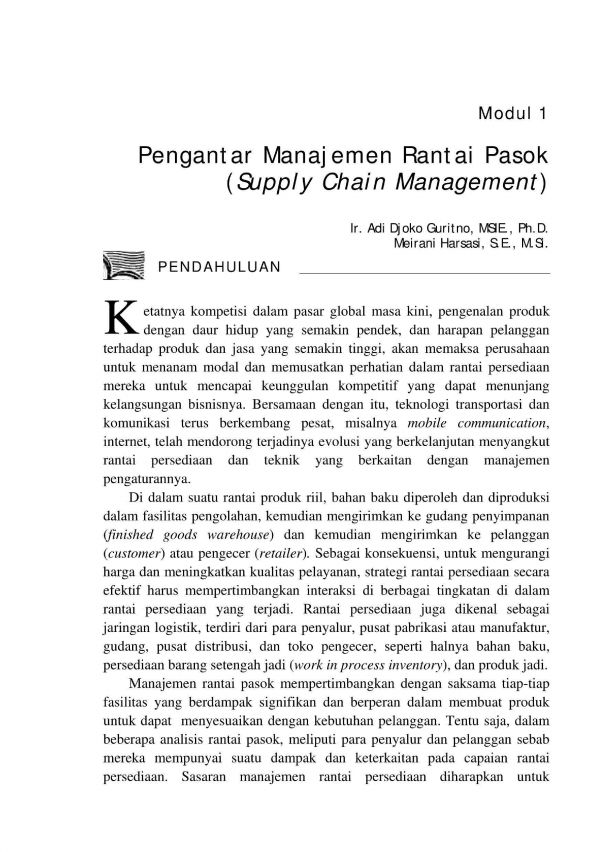 Modul 1
Pengantar Manajemen Rantai Pasok
(Supply Chain Management)
Ir. Adi Djoko Guritno, MSIE., Ph.D.
Meirani Harsasi, S.E., M.Si.
PENDAHULUAN
Ketatnya kompetisi dalam pasar global masa kini, pengenalan produk
dengan daur hidup yang semakin pendek, dan harapan pelanggan
terhadap produk dan jasa yang semakin tinggi, akan memaksa perusahaan
untuk menanam modal dan memusatkan perhatian dalam rantai persediaan
mereka untuk mencapai keunggulan kompetitif yang dapat menunjang
kelangsungan bisnisnya. Bersamaan dengan itu, teknologi transportasi dan
komunikasi terus berkembang pesat, misalnya mobile communication,
internet, telah mendorong terjadinya evolusi yang berkelanjutan menyangkut
rantai persediaan dan teknik yang berkaitan dengan manajemen
pengaturannya.
Di dalam suatu rantai produk riil, bahan baku diperoleh dan diproduksi
dalam fasilitas pengolahan, kemudian mengirimkan ke gudang penyimpanan
(finished goods warehouse) dan kemudian mengirimkan ke pelanggan
(customer) atau pengecer (retailer). Sebagai konsekuensi, untuk mengurangi
harga dan meningkatkan kualitas pelayanan, strategi rantai persediaan secara
efektif harus mempertimbangkan interaksi di berbagai tingkatan di dalam
rantai persediaan yang terjadi. Rantai persediaan juga dikenal sebagai
jaringan logistik, terdiri dari para penyalur, pusat pabrikasi atau manufaktur,
gudang, pusat distribusi, dan toko pengecer, seperti halnya bahan baku,
persediaan barang setengah jadi (work in process inventory), dan produk jadi.
Manajemen rantai pasok mempertimbangkan dengan saksama tiap-tiap
fasilitas yang berdampak signifikan dan berperan dalam membuat produk
untuk dapat menyesuaikan dengan kebutuhan pelanggan. Tentu saja, dalam
beberapa analisis rantai pasok, meliputi para penyalur dan pelanggan sebab
mereka mempunyai suatu dampak dan keterkaitan pada capaian rantai
persediaan. Sasaran manajemen rantai persediaan diharapkan untuk